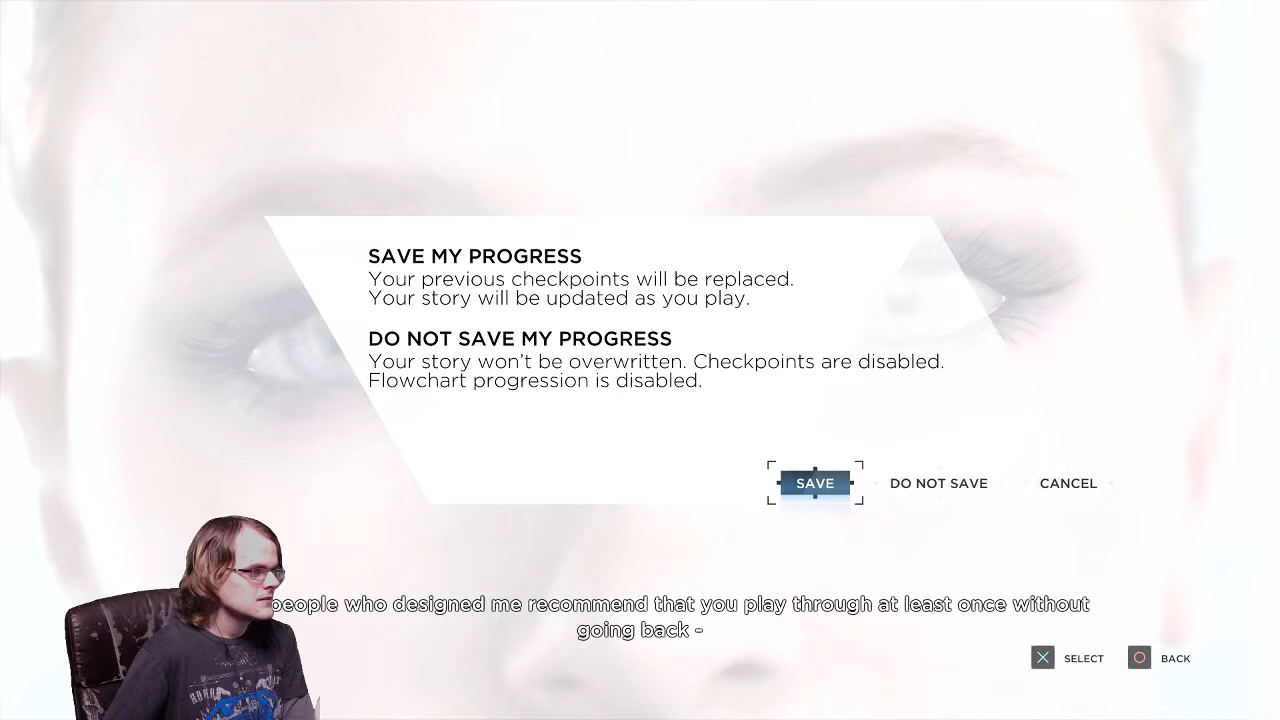 SAVE MY PROGRESS
Your previous checkpoints will be replaced.
Your story will be updated as you play.
DO NOT SAVE MY PROGRESS
Your story won't be overwritten. Checkpoints are disabled.
Flowchart progression is disabled.
SAVE
DO NOT SAVE
CANCEL
people who designed me recommend that you play through at least once without
going back -
SELECT
BACK